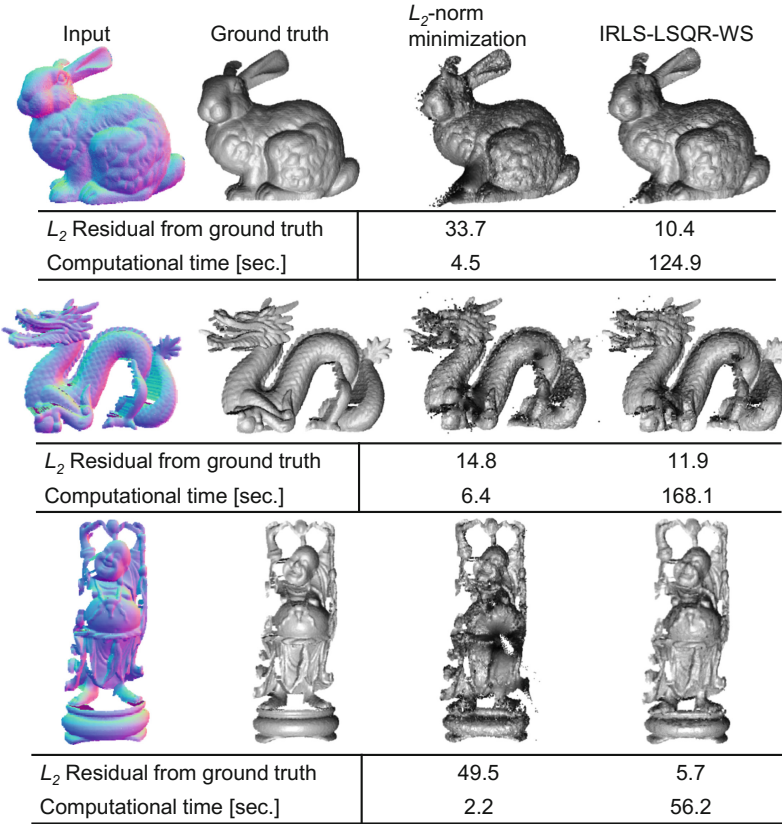 Input Ground truth L2-norm minimization IRLS-LSQR-WS
L2 Residual from ground truth 33.7 10.4
Computational time [sec.] 4.5 124.9
L2 Residual from ground truth 14.8 11.9
Computational time [sec.] 6.4 168.1
L2 Residual from ground truth 49.5 5.7
Computational time [sec.] 2.2 56.2